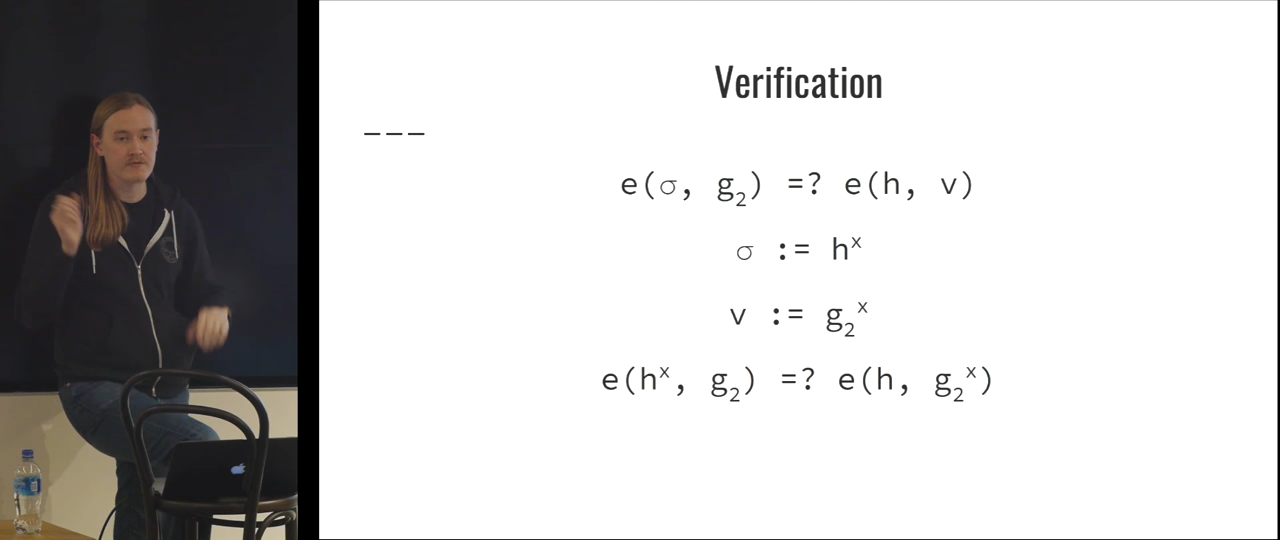 Verification
---
e(σ, g₂) =? e(h, v)
σ := hˣ
v := g₂ˣ
e(hˣ, g₂) =? e(h, g₂ˣ)